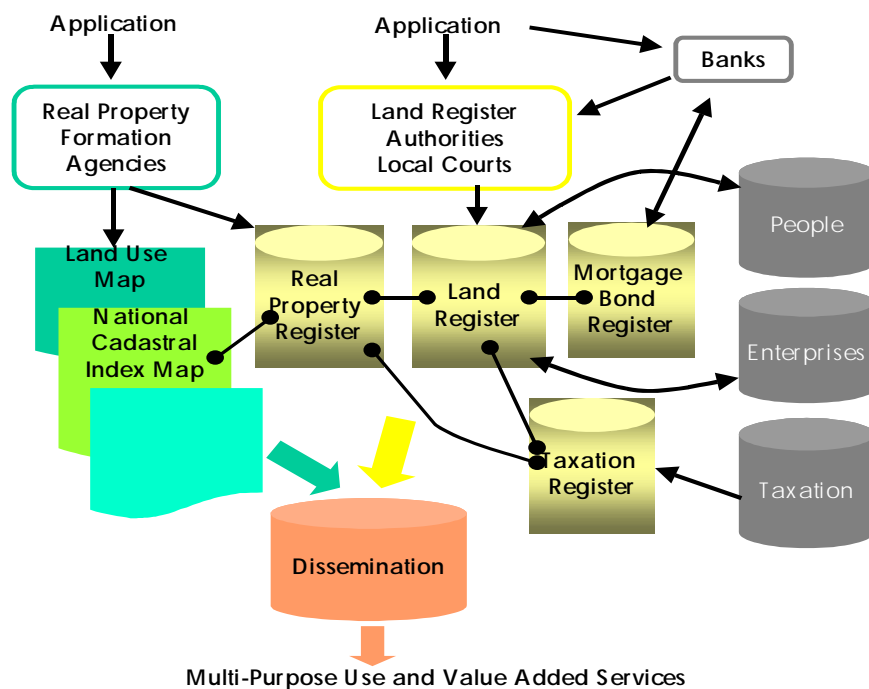 Application
Application
Banks
Real Property
Formation
Agencies
Land Register
Authorities
Local Courts
People
Land Use
Map
Real
Property
Register
Land
Register
Mortgage
Bond
Register
National
Cadastral
Index Map
Enterprises
Taxation
Register
Taxation
Dissemination
Multi-Purpose Use and Value Added Services